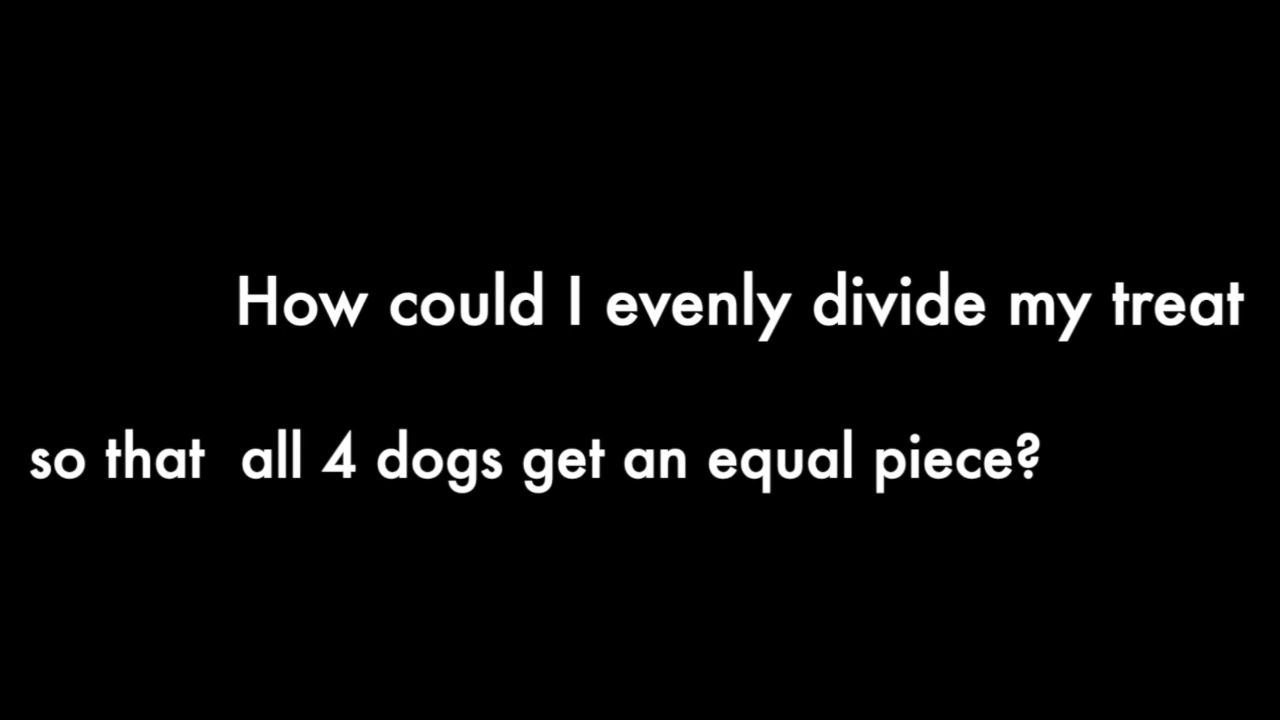 How could I evenly divide my treat
so that all 4 dogs get an equal piece?